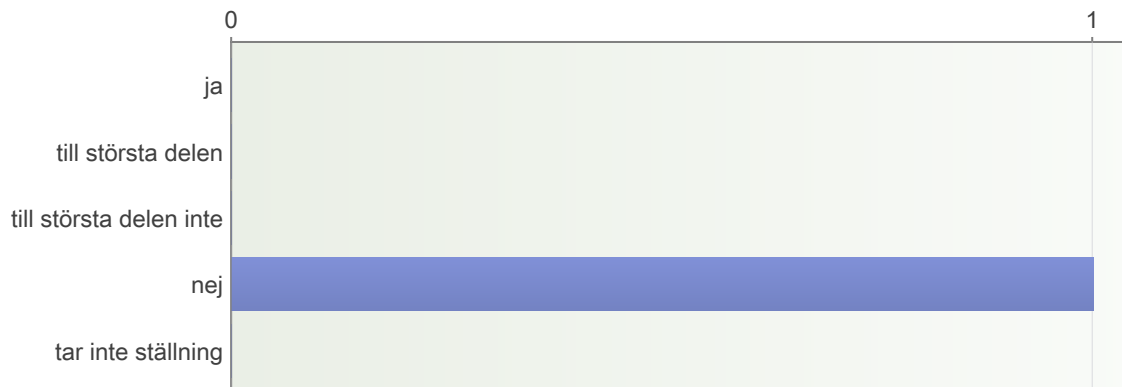 0 1
ja
till största delen
till största delen inte
nej
tar inte ställning